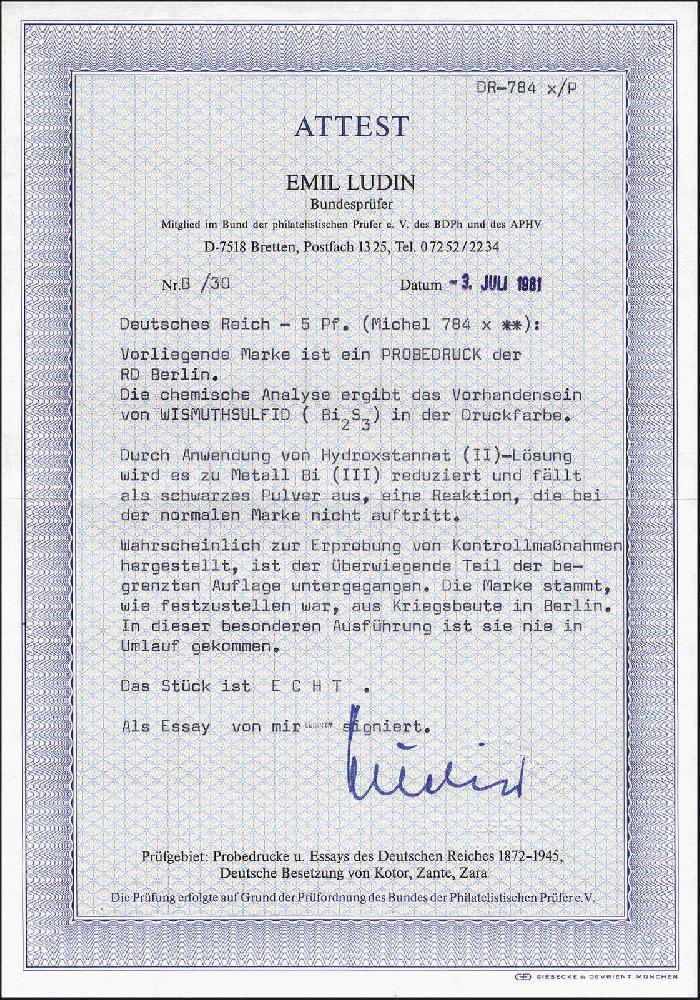 DR-784 x/P
ATTEST
EMIL LUDIN
Bundesprüfer
Mitglied im Bund der philatelistischen Prüfer e. V. des BDPh und des APHV
D-7518 Bretten, Postfach 1325, Tel. 07252/2234
Nr.B /30 Datum -3. JULI 1981
Deutsches Reich - 5 Pf. (Michel 784 x **):
Vorliegende Marke ist ein PROBEDRUCK der
RD Berlin.
Die chemische Analyse ergibt das Vorhandensein
von WISMUTHSULFID ( Bi2S3) in der Druckfarbe.
Durch Anwendung von Hydroxstannat (II)-Lösung
wird es zu Metall Bi (III) reduziert und fällt
als schwarzes Pulver aus, eine Reaktion, die bei
der normalen Marke nicht auftritt.
Wahrscheinlich zur Erprobung von Kontrollmaßnahmen
hergestellt, ist der überwiegende Teil der be-
grenzten Auflage untergegangen. Die Marke stammt,
wie festzustellen war, aus Kriegsbeute in Berlin.
In dieser besonderen Ausführung ist sie nie in
Umlauf gekommen.
Das Stück ist E C H T .
Als Essay von mir signiert.
Ludin
Prüfgebiet: Probedrucke u. Essays des Deutschen Reiches 1872-1945,
Deutsche Besetzung von Kotor, Zante, Zara
Die Prüfung erfolgte auf Grund der Prüfordnung des Bundes der Philatelistischen Prüfer e.V.
GIESECKE & DEVRIENT MÜNCHEN